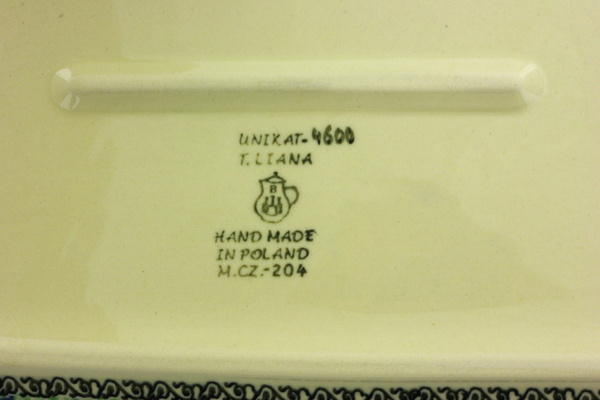 UNIKAT-4600
T. LIANA
B
HAND MADE
IN POLAND
M.CZ.-204